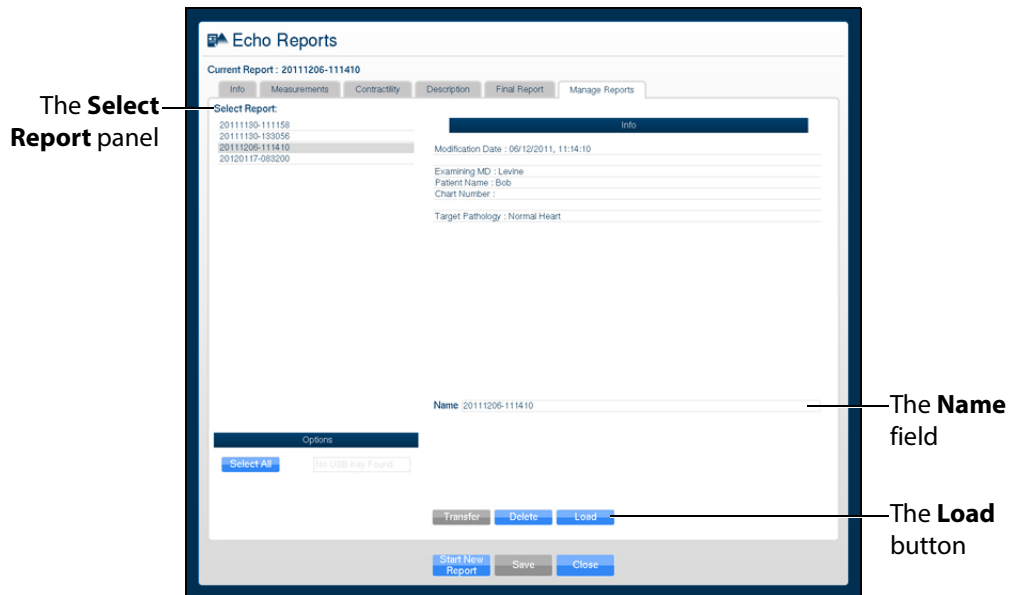 Echo Reports
Current Report : 20111206-111410
Info Measurements Contractility Description Final Report Manage Reports
The Select
Report panel
Select Report:
20111130-111158
20111130-133056
20111206-111410
20120117-083200
Info
Modification Date : 06/12/2011, 11:14:10
Examining MD : Levine
Patient Name : Bob
Chart Number :
Target Pathology : Normal Heart
Name 20111206-111410
The Name
field
Options
Select All No USB Key Found
Transfer Delete Load
The Load
button
Start New
Report Save Close